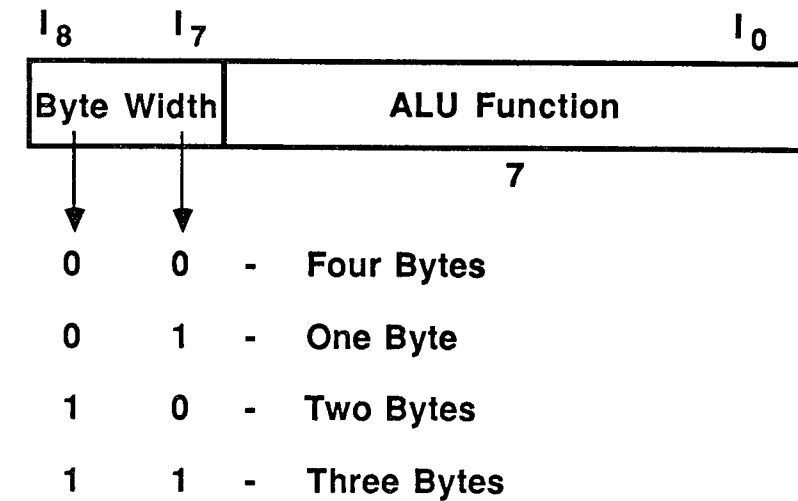 I8 I7 I0
Byte Width ALU Function
7
0 0 - Four Bytes
0 1 - One Byte
1 0 - Two Bytes
1 1 - Three Bytes